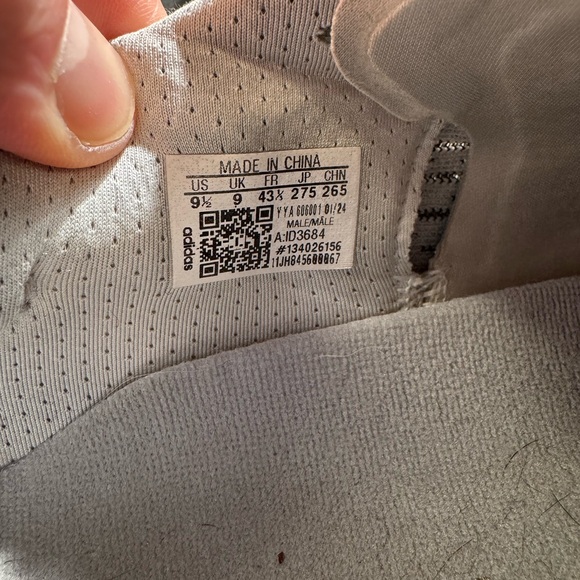 MADE IN CHINA
US UK FR JP CHN
9½ 9 43⅓ 275 265
YYA 606001 01/24
MALE/MÂLE
A:ID3684
#134026156
11JH845600067
adidas